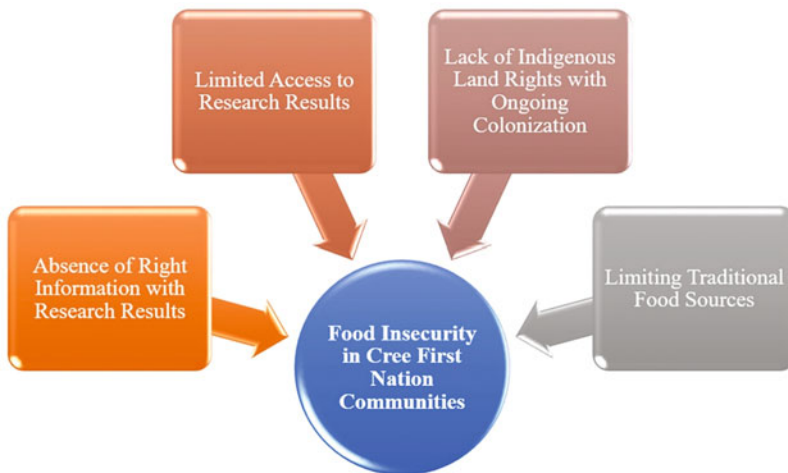 Limited Access to
Research Results
Lack of Indigenous
Land Rights with
Ongoing
Colonization
Absence of Right
Information with
Research Results
Limiting Traditional
Food Sources
Food Insecurity
in Cree First
Nation
Communities